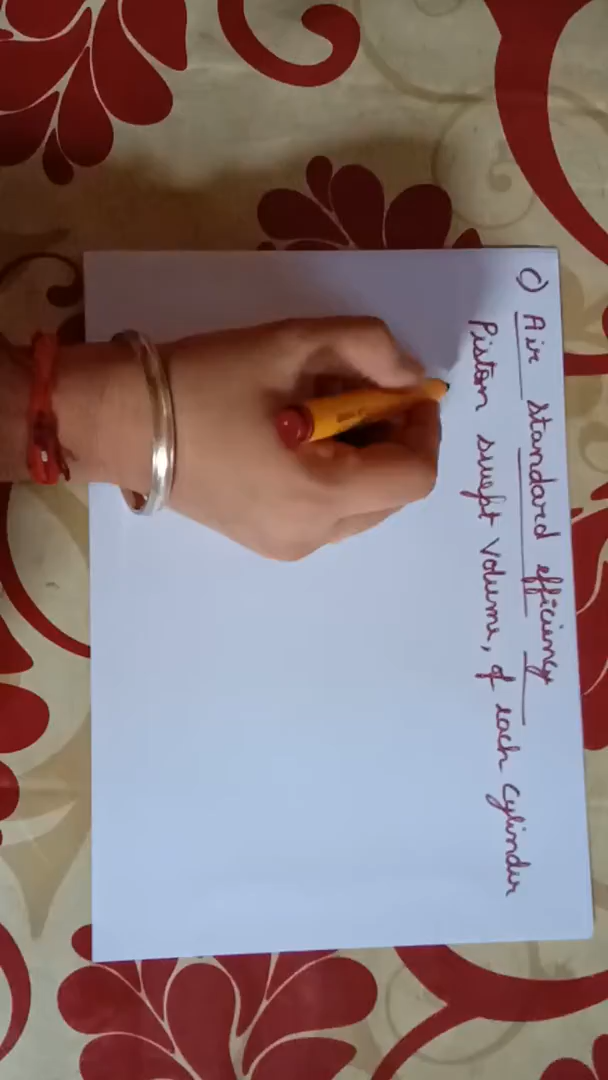 c) Air standard efficiency
Piston swept volume, of each cylinder